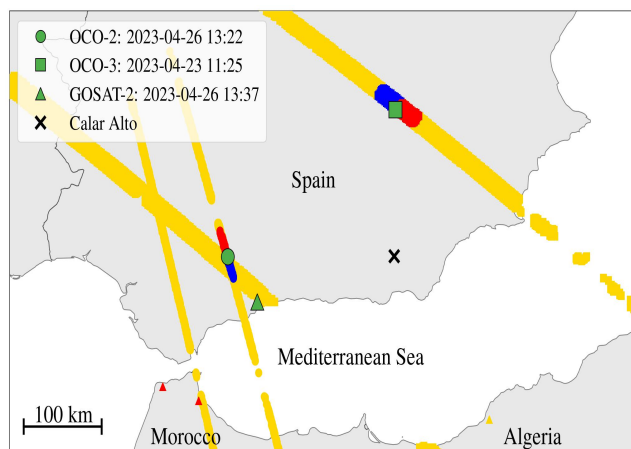 OCO-2: 2023-04-26 13:22
OCO-3: 2023-04-23 11:25
GOSAT-2: 2023-04-26 13:37
Calar Alto
Spain
Mediterranean Sea
100 km
Morocco
Algeria